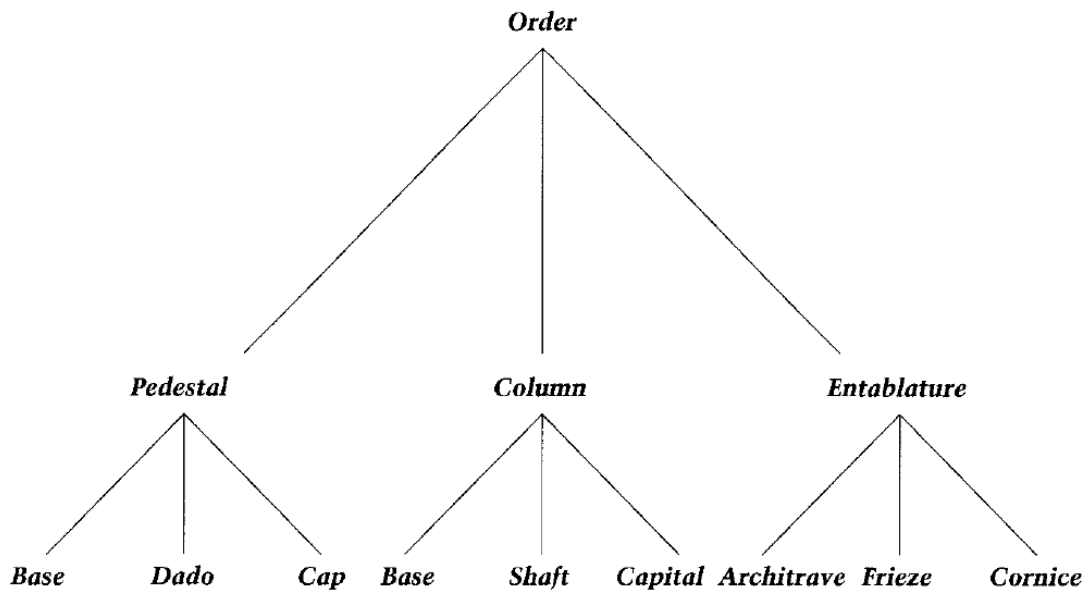 Order
Pedestal Column Entablature
Base Dado Cap Base Shaft Capital Architrave Frieze Cornice